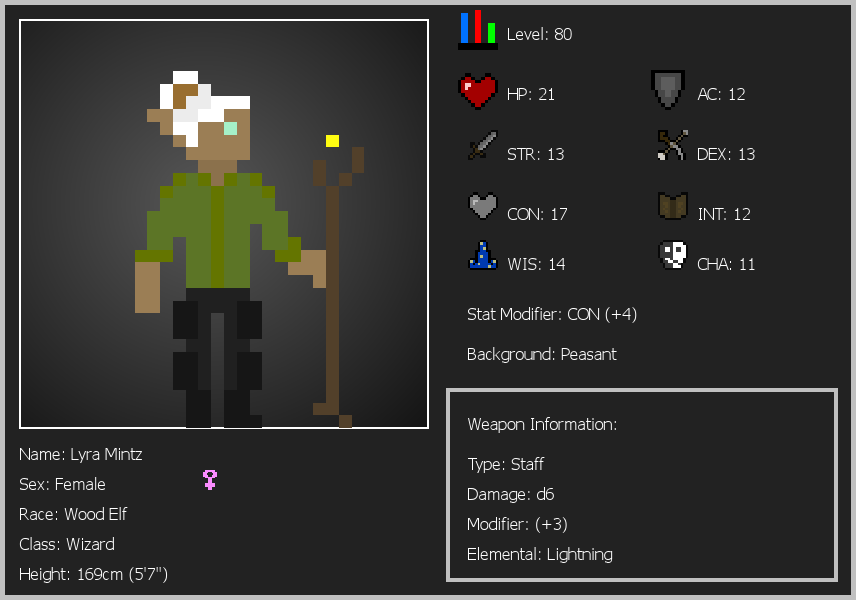 Level: 80
HP: 21
AC: 12
STR: 13
DEX: 13
CON: 17
INT: 12
WIS: 14
CHA: 11
Stat Modifier: CON (+4)
Background: Peasant
Weapon Information:
Type: Staff
Damage: d6
Modifier: (+3)
Elemental: Lightning
Name: Lyra Mintz
Sex: Female
Race: Wood Elf
Class: Wizard
Height: 169cm (5'7")